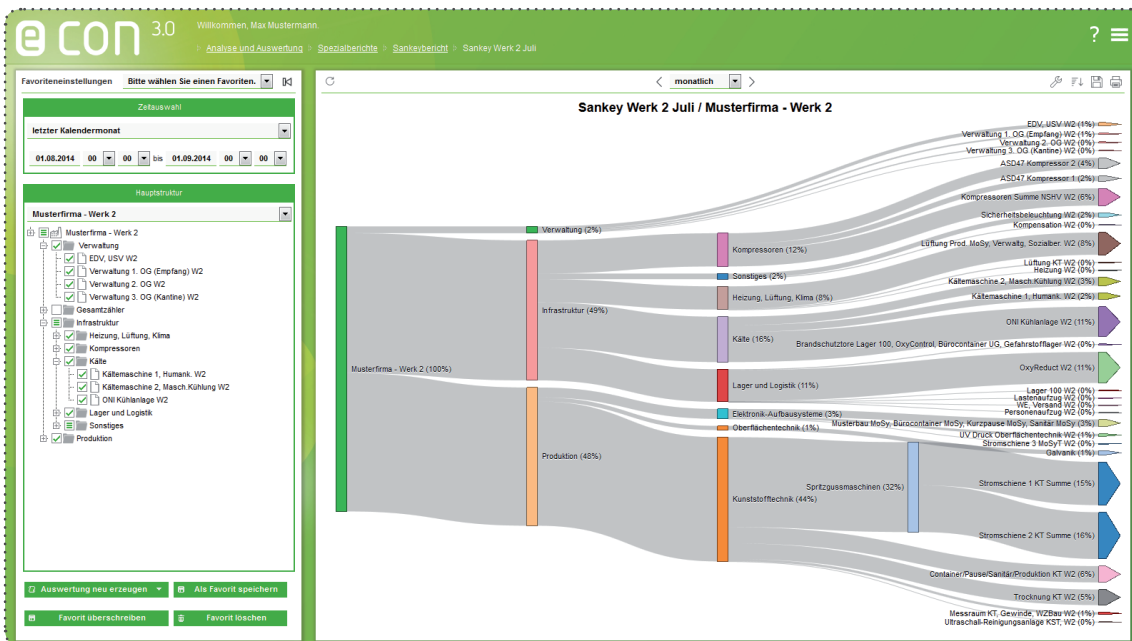 e con 3.0
Willkommen, Max Mustermann.
Analyse und Auswertung Spezialberichte Sankeybericht Sankey Werk 2 Juli
?
Favoriteneinstellungen Bitte wählen Sie einen Favoriten.
Zeitauswahl
letzter Kalendermonat
01.08.2014 00 00 bis 01.09.2014 00 00
Hauptstruktur
Musterfirma - Werk 2
Musterfirma - Werk 2
Verwaltung
EDV, USV W2
Verwaltung 1. OG (Empfang) W2
Verwaltung 2. OG W2
Verwaltung 3. OG (Kantine) W2
Gesamtzähler
Infrastruktur
Heizung, Lüftung, Klima
Kompressoren
Kälte
Kältemaschine 1, Humank. W2
Kältemaschine 2, Masch.Kühlung W2
ONI Kühlanlage W2
Lager und Logistik
Sonstiges
Produktion
Auswertung neu erzeugen
Als Favorit speichern
Favorit überschreiben
Favorit löschen
monatlich
Sankey Werk 2 Juli / Musterfirma - Werk 2
Musterfirma - Werk 2 (100%)
Verwaltung (2%)
Infrastruktur (49%)
Produktion (48%)
Kompressoren (12%)
Sonstiges (2%)
Heizung, Lüftung, Klima (8%)
Kälte (16%)
Lager und Logistik (11%)
Elektronik-Aufbausysteme (3%)
Oberflächentechnik (1%)
Kunststofftechnik (44%)
Spritzgussmaschinen (32%)
EDV, USV W2 (1%)
Verwaltung 1. OG (Empfang) W2 (1%)
Verwaltung 2. OG W2 (0%)
Verwaltung 3. OG (Kantine) W2 (0%)
ASD47 Kompressor 2 (4%)
ASD47 Kompressor 1 (2%)
Kompressoren Summe NSHV W2 (6%)
Sicherheitsbeleuchtung W2 (2%)
Kompensation W2 (0%)
Lüftung Prod. MoSy, Verwaltg, Sozialber. W2 (8%)
Lüftung KT W2 (0%)
Heizung W2 (0%)
Kältemaschine 2, Masch.Kühlung W2 (3%)
Kältemaschine 1, Humank. W2 (2%)
ONI Kühlanlage W2 (11%)
Brandschutztore Lager 100, OxyControl, Bürocontainer UG, Gefahrstofflager W2 (0%)
OxyReduct W2 (11%)
Lager 100 W2 (0%)
Lastenaufzug W2 (0%)
WE, Versand W2 (0%)
Personenaufzug W2 (0%)
Musterbau MoSy, Bürocontainer MoSy, Kurzpause MoSy, Sanitär MoSy (3%)
UV Druck Oberflächentechnik W2 (1%)
Stromschiene 3 MoSyT W2 (0%)
Galvanik (1%)
Stromschiene 1 KT Summe (15%)
Stromschiene 2 KT Summe (16%)
Container/Pause/Sanitär/Produktion KT W2 (6%)
Trocknung KT W2 (5%)
Messraum KT, Gewinde, WZBau W2 (1%)
Ultraschall-Reinigungsanlage KST, W2 (0%)